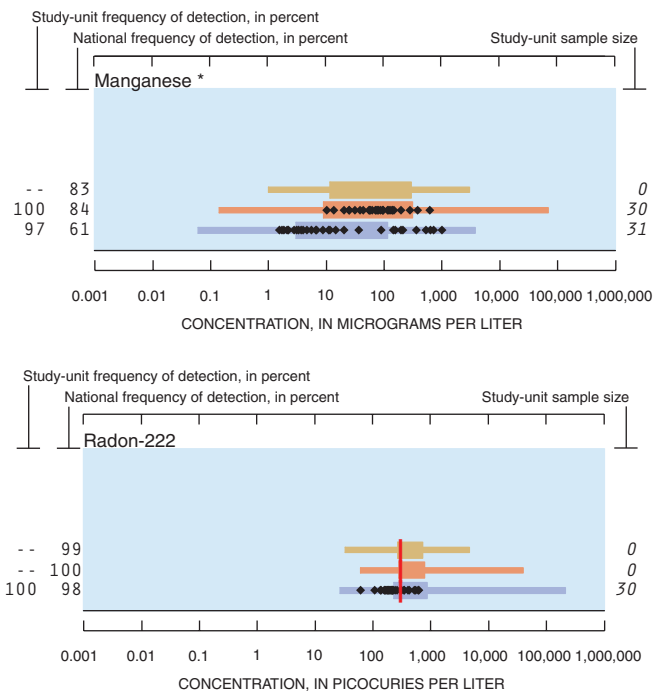 Study-unit frequency of detection, in percent
National frequency of detection, in percent Study-unit sample size
Manganese *
-- 83 0
100 84 30
97 61 31
0.001 0.01 0.1 1 10 100 1,000 10,000 100,000 1,000,000
CONCENTRATION, IN MICROGRAMS PER LITER
Study-unit frequency of detection, in percent
National frequency of detection, in percent Study-unit sample size
Radon-222
-- 99 0
-- 100 0
100 98 30
0.001 0.01 0.1 1 10 100 1,000 10,000 100,000 1,000,000
CONCENTRATION, IN PICOCURIES PER LITER